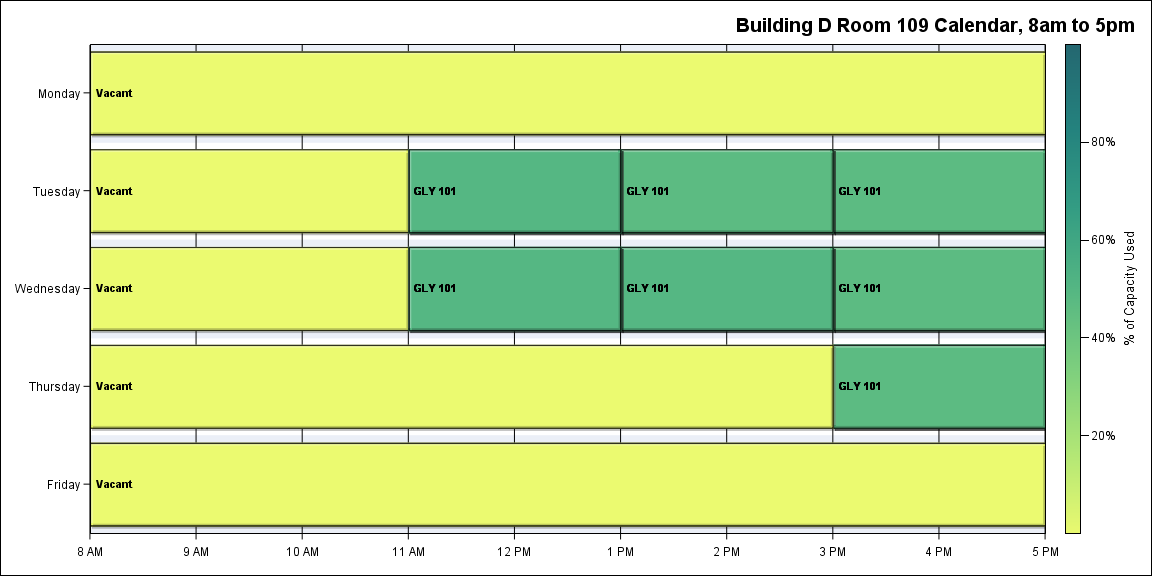 Building D Room 109 Calendar, 8am to 5pm
Monday
Vacant
Tuesday
Vacant
GLY 101
GLY 101
GLY 101
Wednesday
Vacant
GLY 101
GLY 101
GLY 101
Thursday
Vacant
GLY 101
Friday
Vacant
8 AM
9 AM
10 AM
11 AM
12 PM
1 PM
2 PM
3 PM
4 PM
5 PM
80%
60%
40%
20%
% of Capacity Used